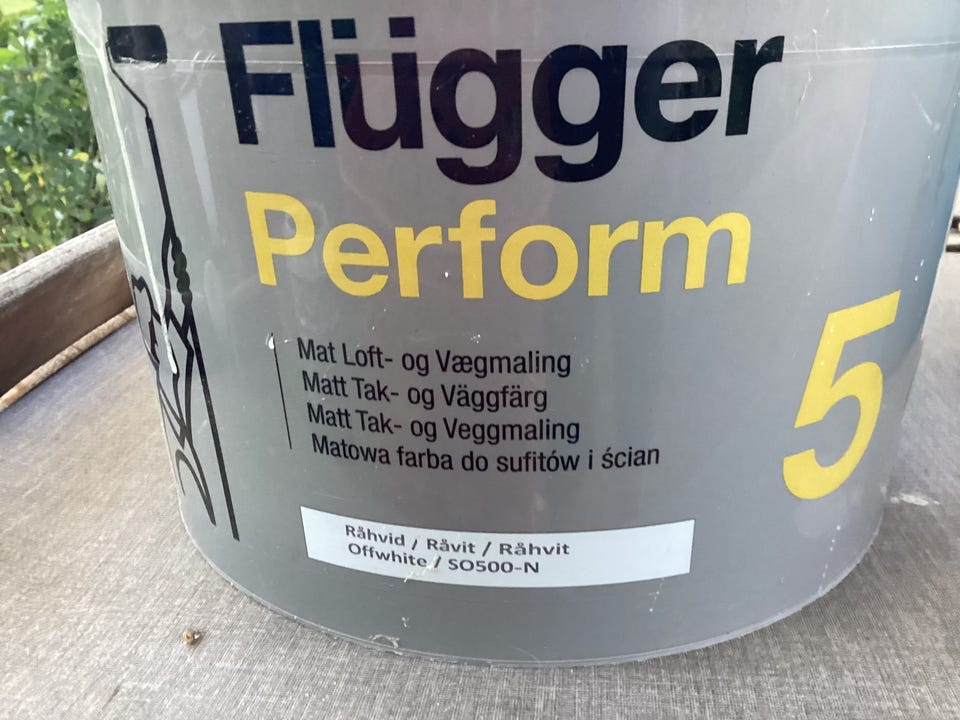 Flügger
Perform
5
Mat Loft- og Vægmaling
Matt Tak- og Väggfärg
Matt Tak- og Veggmaling
Matowa farba do sufitów i ścian
Råhvid / Råvit / Råhvit
Offwhite / SO500-N